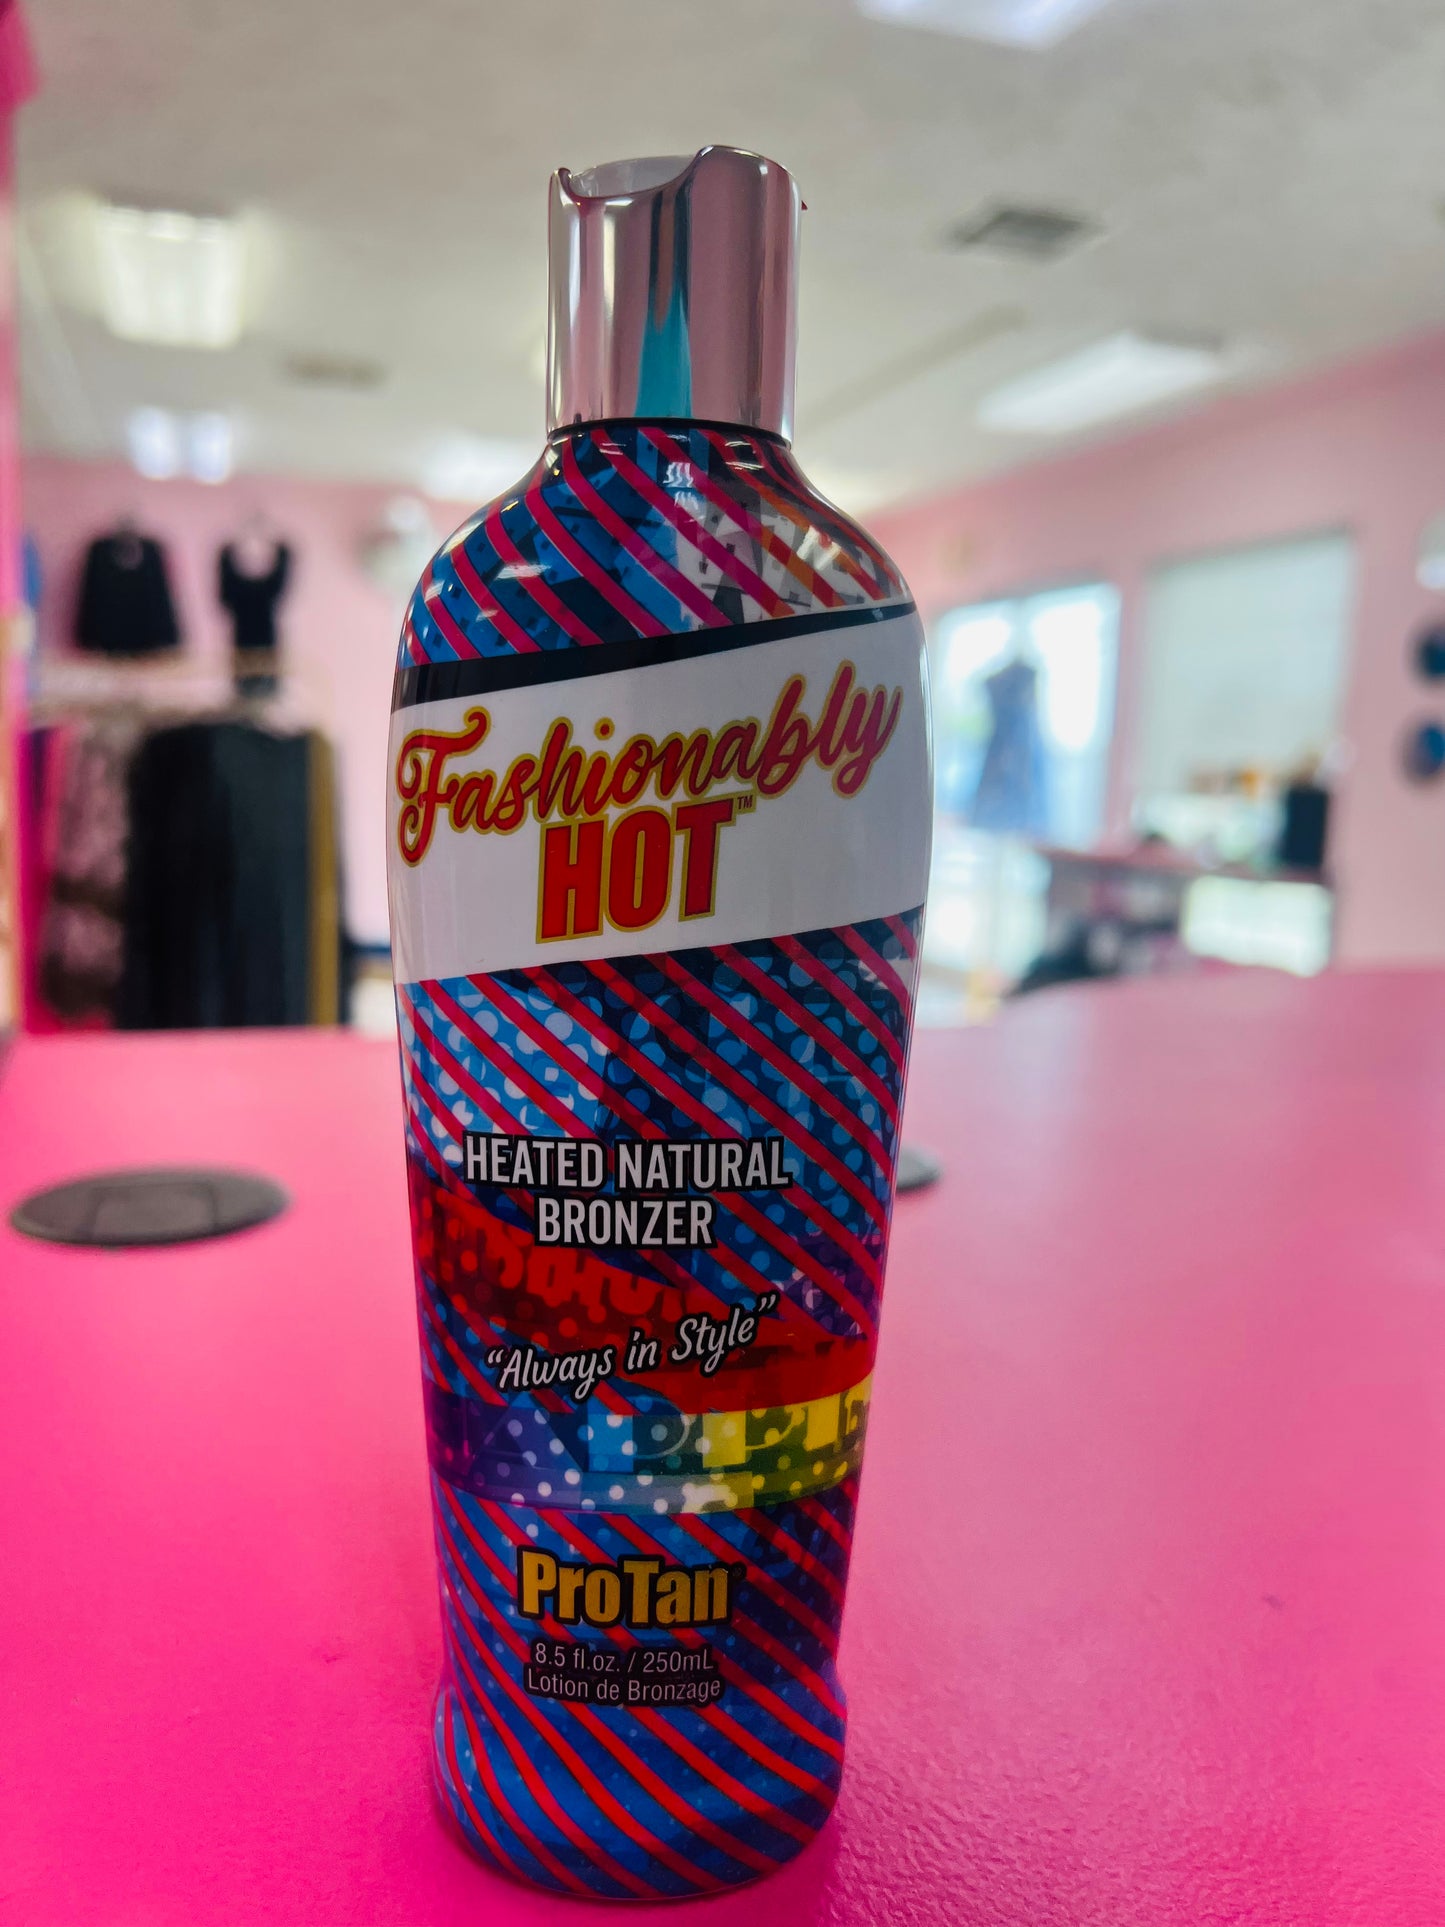 Fashionably
HOT™
HEATED NATURAL
BRONZER
“Always in Style”
ProTan®
8.5 fl.oz. / 250mL
Lotion de Bronzage